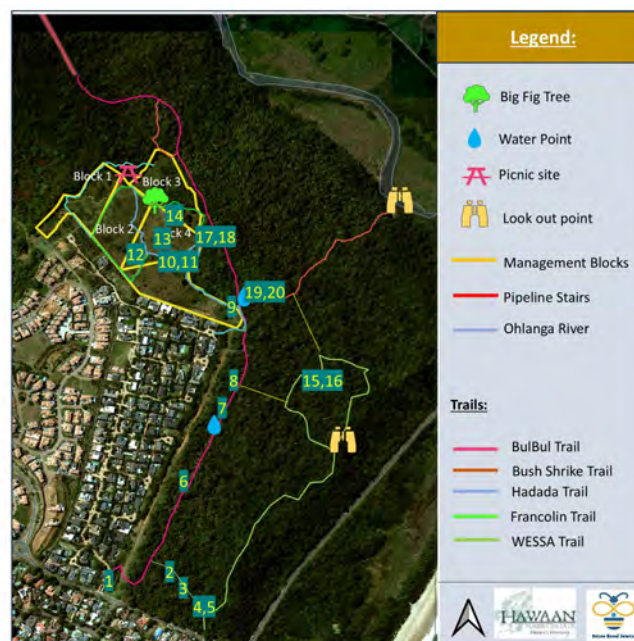 Legend:
Big Fig Tree
Water Point
Picnic site
Look out point
Management Blocks
Pipeline Stairs
Ohlanga River
Trails:
BulBul Trail
Bush Shrike Trail
Hadada Trail
Francolin Trail
WESSA Trail
HAWAAN
Block 1
Block 3
Block 2
14
13
ck 4
17,18
12
10,11
9
19,20
8
15,16
7
6
1
2
3
4,5